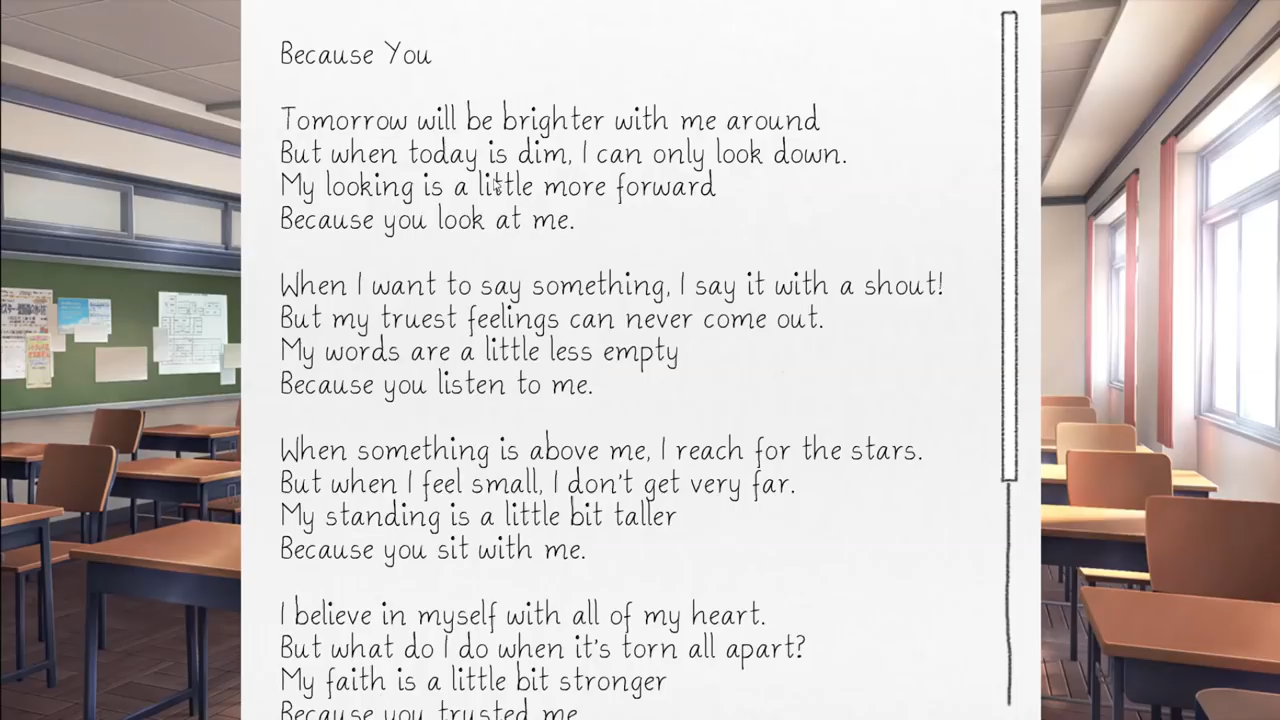 Because You
Tomorrow will be brighter with me around
But when today is dim, I can only look down.
My looking is a little more forward
Because you look at me.
When I want to say something, I say it with a shout!
But my truest feelings can never come out.
My words are a little less empty
Because you listen to me.
When something is above me, I reach for the stars.
But when I feel small, I don't get very far.
My standing is a little bit taller
Because you sit with me.
I believe in myself with all of my heart.
But what do I do when it's torn all apart?
My faith is a little bit stronger
Because you trusted me